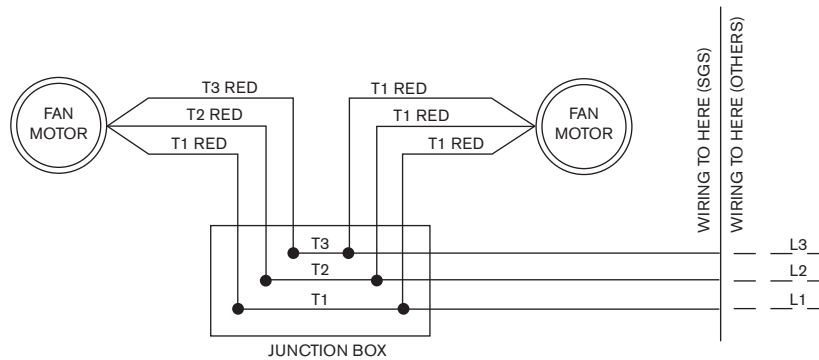 T3 RED
T2 RED
T1 RED
FAN
MOTOR
T1 RED
T1 RED
T1 RED
FAN
MOTOR
WIRING TO HERE (SGS)
WIRING TO HERE (OTHERS)
T3
L3
T2
L2
T1
L1
JUNCTION BOX